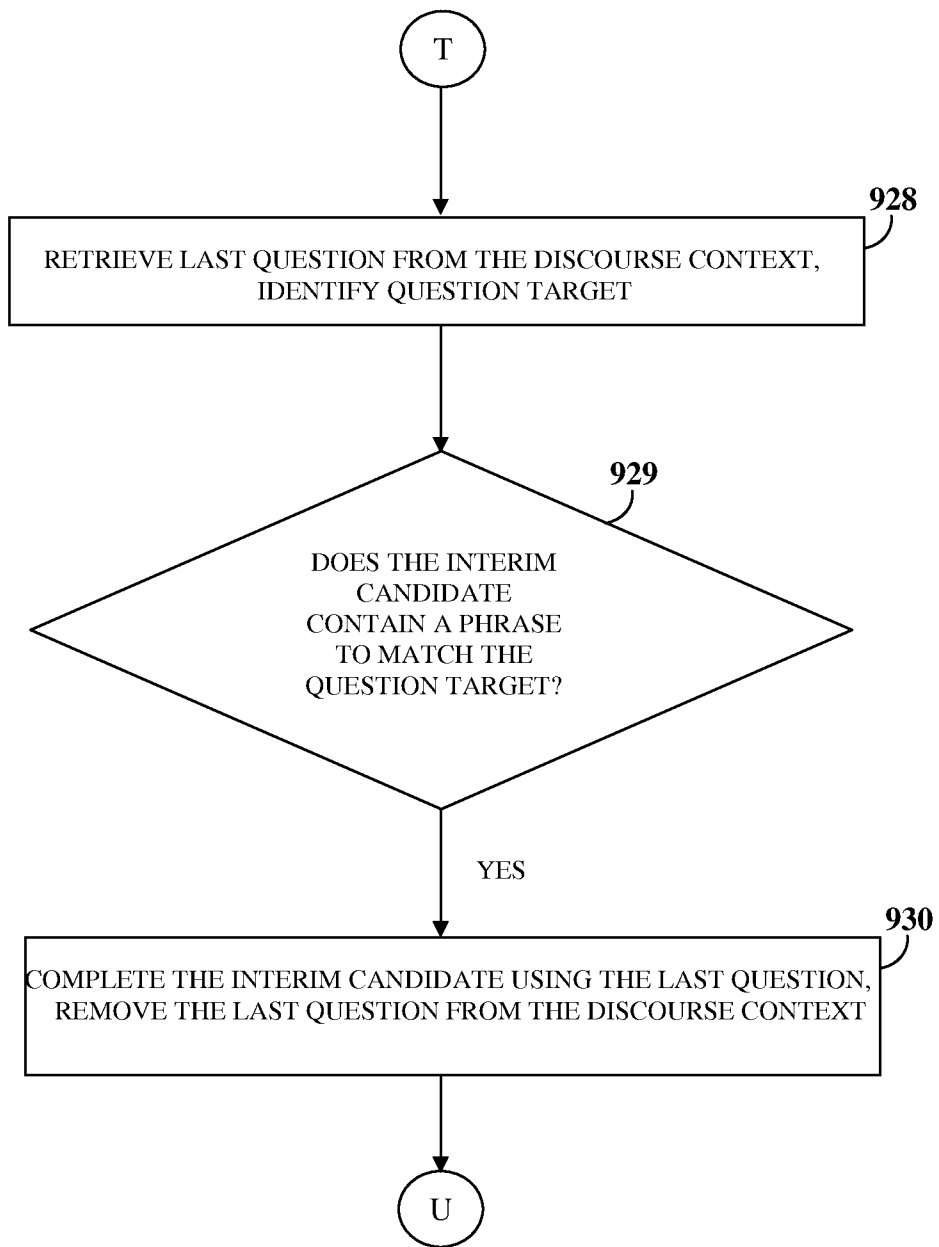 T
928
RETRIEVE LAST QUESTION FROM THE DISCOURSE CONTEXT,
IDENTIFY QUESTION TARGET
929
DOES THE INTERIM
CANDIDATE
CONTAIN A PHRASE
TO MATCH THE
QUESTION TARGET?
YES
930
COMPLETE THE INTERIM CANDIDATE USING THE LAST QUESTION,
REMOVE THE LAST QUESTION FROM THE DISCOURSE CONTEXT
U